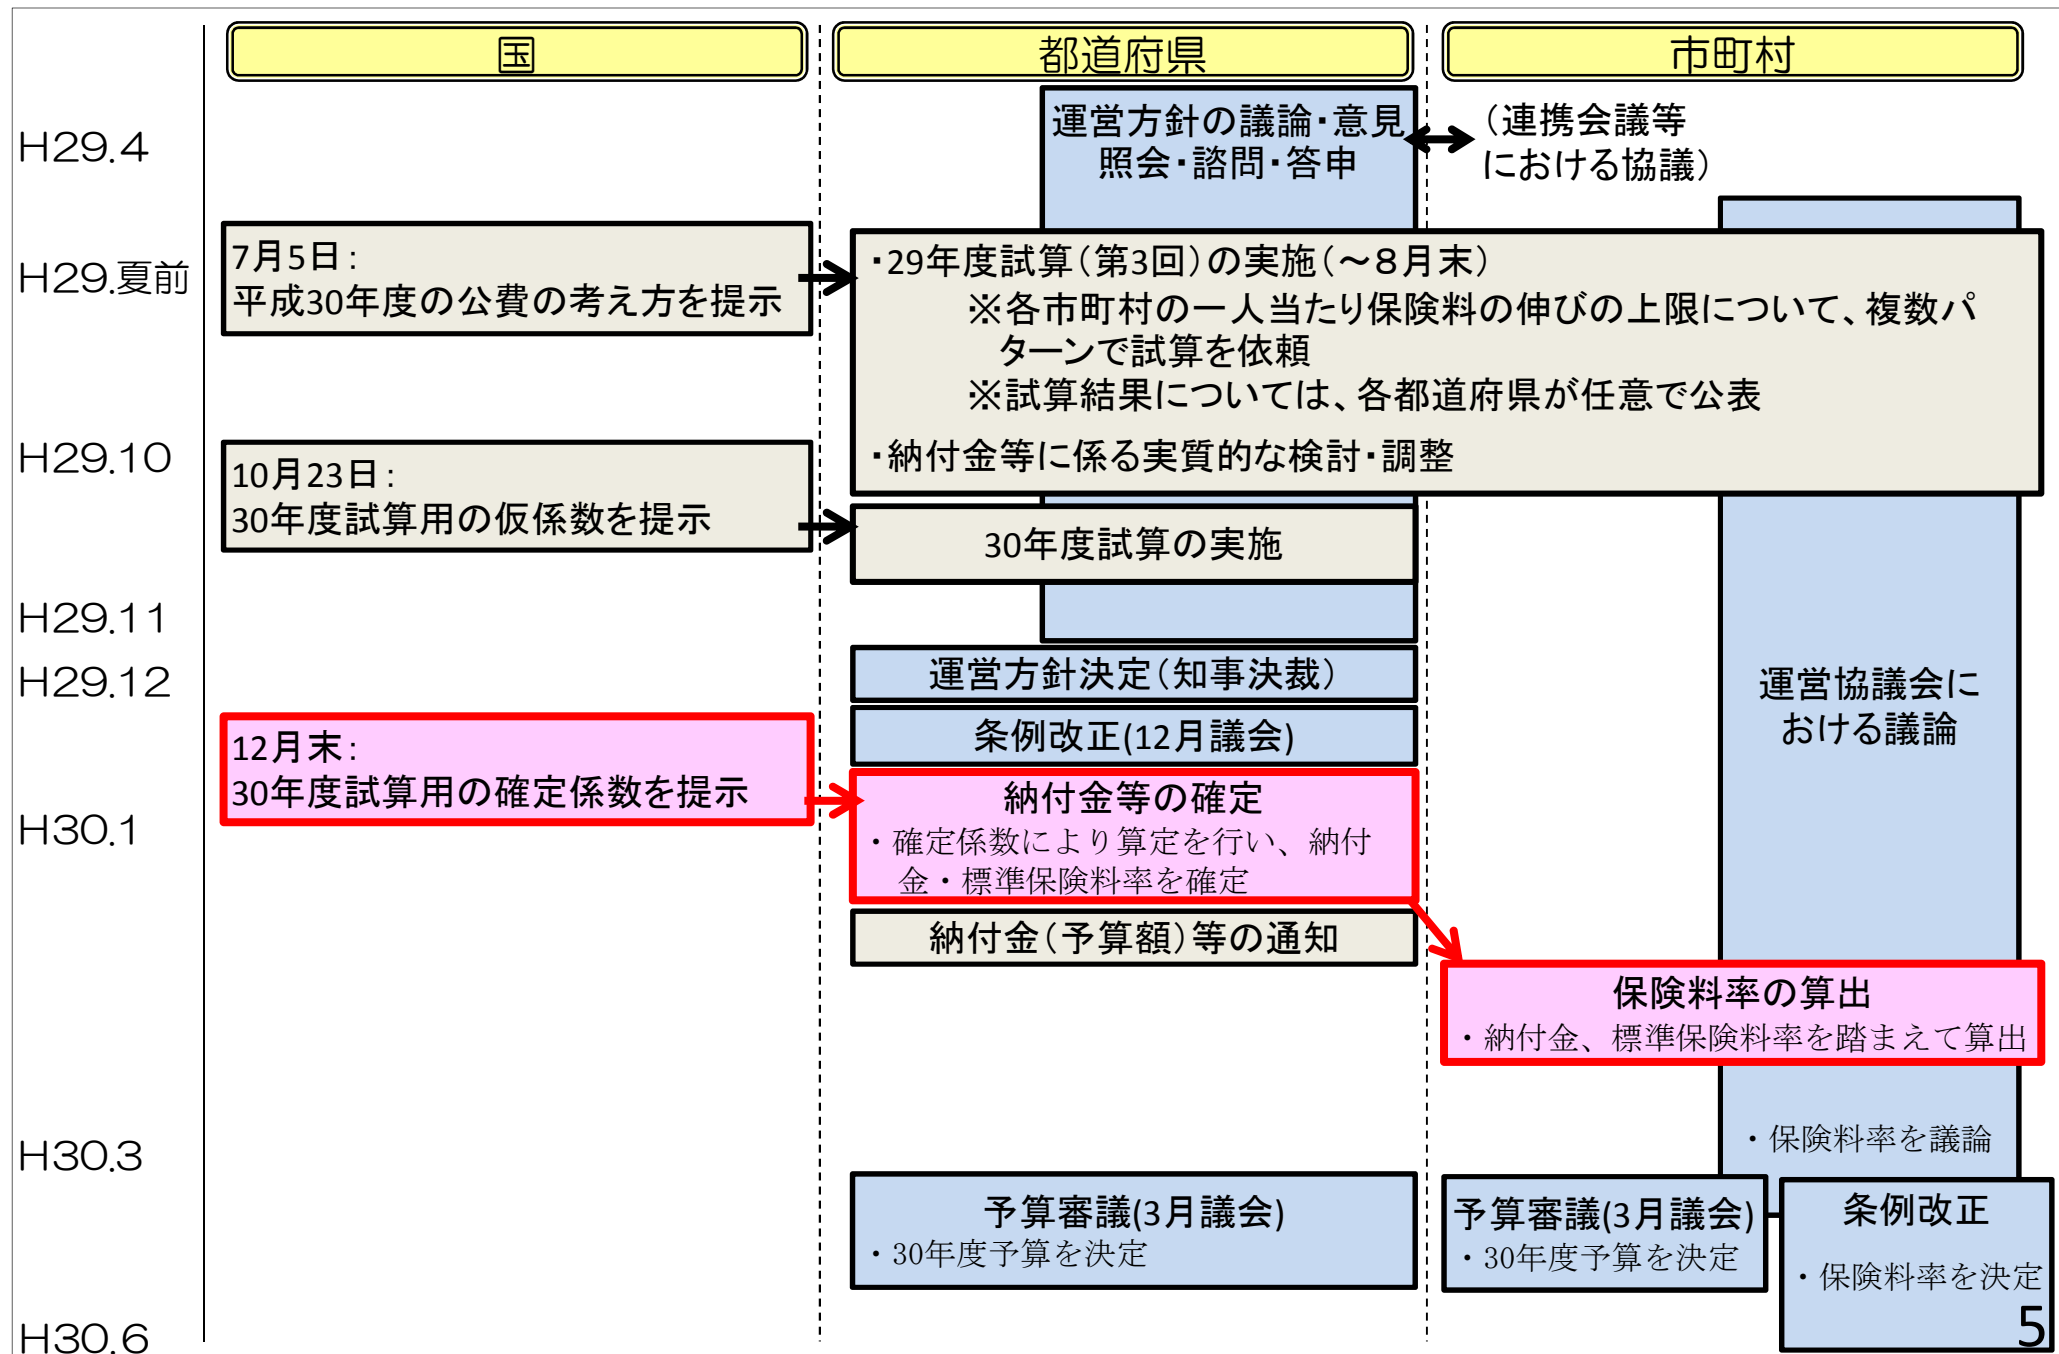 国
都道府県
市町村
H29.4
運営方針の議論・意見
照会・諮問・答申
（連携会議等
における協議）
H29.夏前
7月5日：
平成30年度の公費の考え方を提示
・29年度試算（第3回）の実施（～８月末）
※各市町村の一人当たり保険料の伸びの上限について、複数パ
ターンで試算を依頼
※試算結果については、各都道府県が任意で公表
・納付金等に係る実質的な検討・調整
H29.10
10月23日：
30年度試算用の仮係数を提示
30年度試算の実施
H29.11
H29.12
運営方針決定（知事決裁）
運営協議会に
おける議論
条例改正(12月議会)
12月末：
30年度試算用の確定係数を提示
H30.1
納付金等の確定
・確定係数により算定を行い、納付
金・標準保険料率を確定
納付金（予算額）等の通知
保険料率の算出
・納付金、標準保険料率を踏まえて算出
H30.3
・保険料率を議論
予算審議(3月議会)
・30年度予算を決定
予算審議(3月議会)
・30年度予算を決定
条例改正
・保険料率を決定
H30.6
5